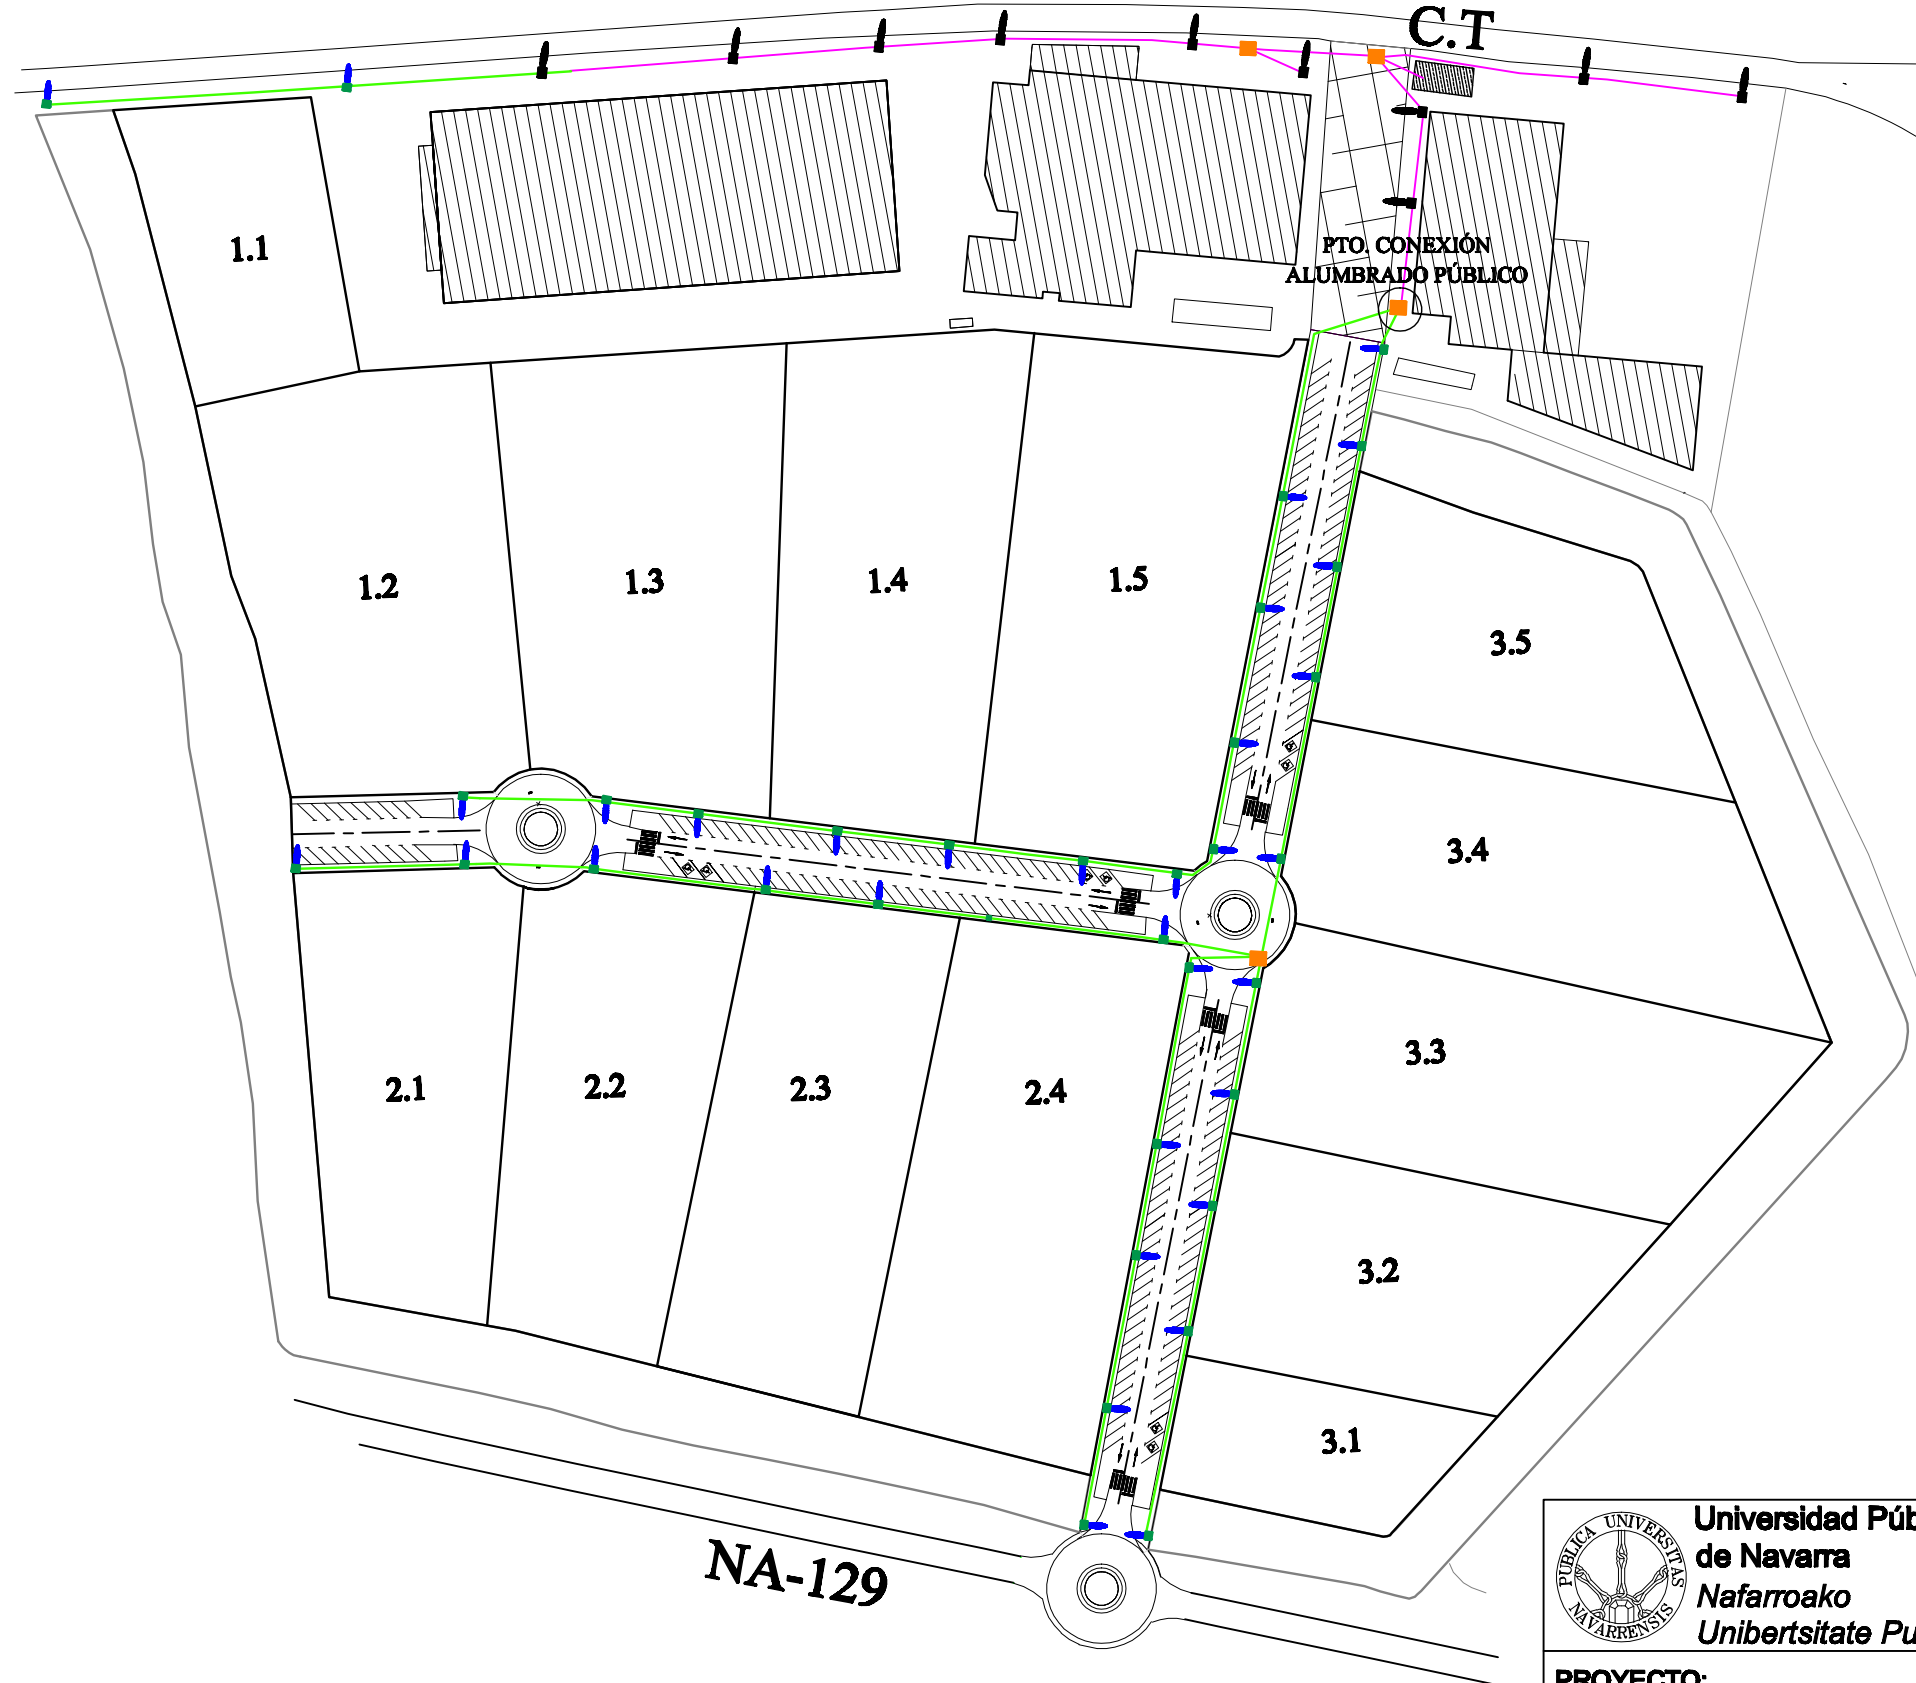 C.T
1.1
PTO. CONEXIÓN
ALUMBRADO PÚBLICO
1.2
1.3
1.4
1.5
3.5
3.4
3.3
2.1
2.2
2.3
2.4
3.2
3.1
NA-129
PUBLICA UNIVERSITAS
NAVARRENSIS
Universidad Púb
de Navarra
Nafarroako
Unibertsitate Pu
PROYECTO: